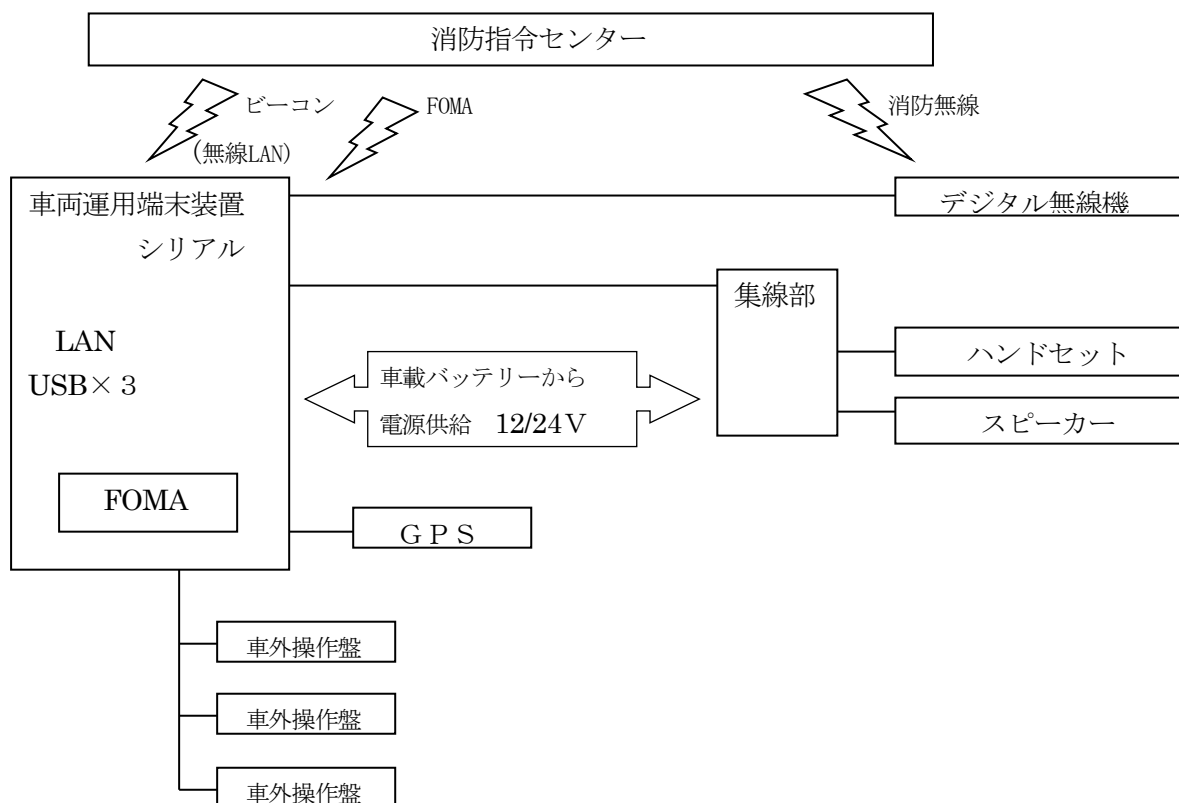 消防指令センター
ビーコン
FOMA
消防無線
(無線LAN)
車両運用端末装置
デジタル無線機
シリアル
集線部
LAN
ハンドセット
車載バッテリーから
USB×３
電源供給　12/24V
スピーカー
FOMA
ＧＰＳ
車外操作盤
車外操作盤
車外操作盤